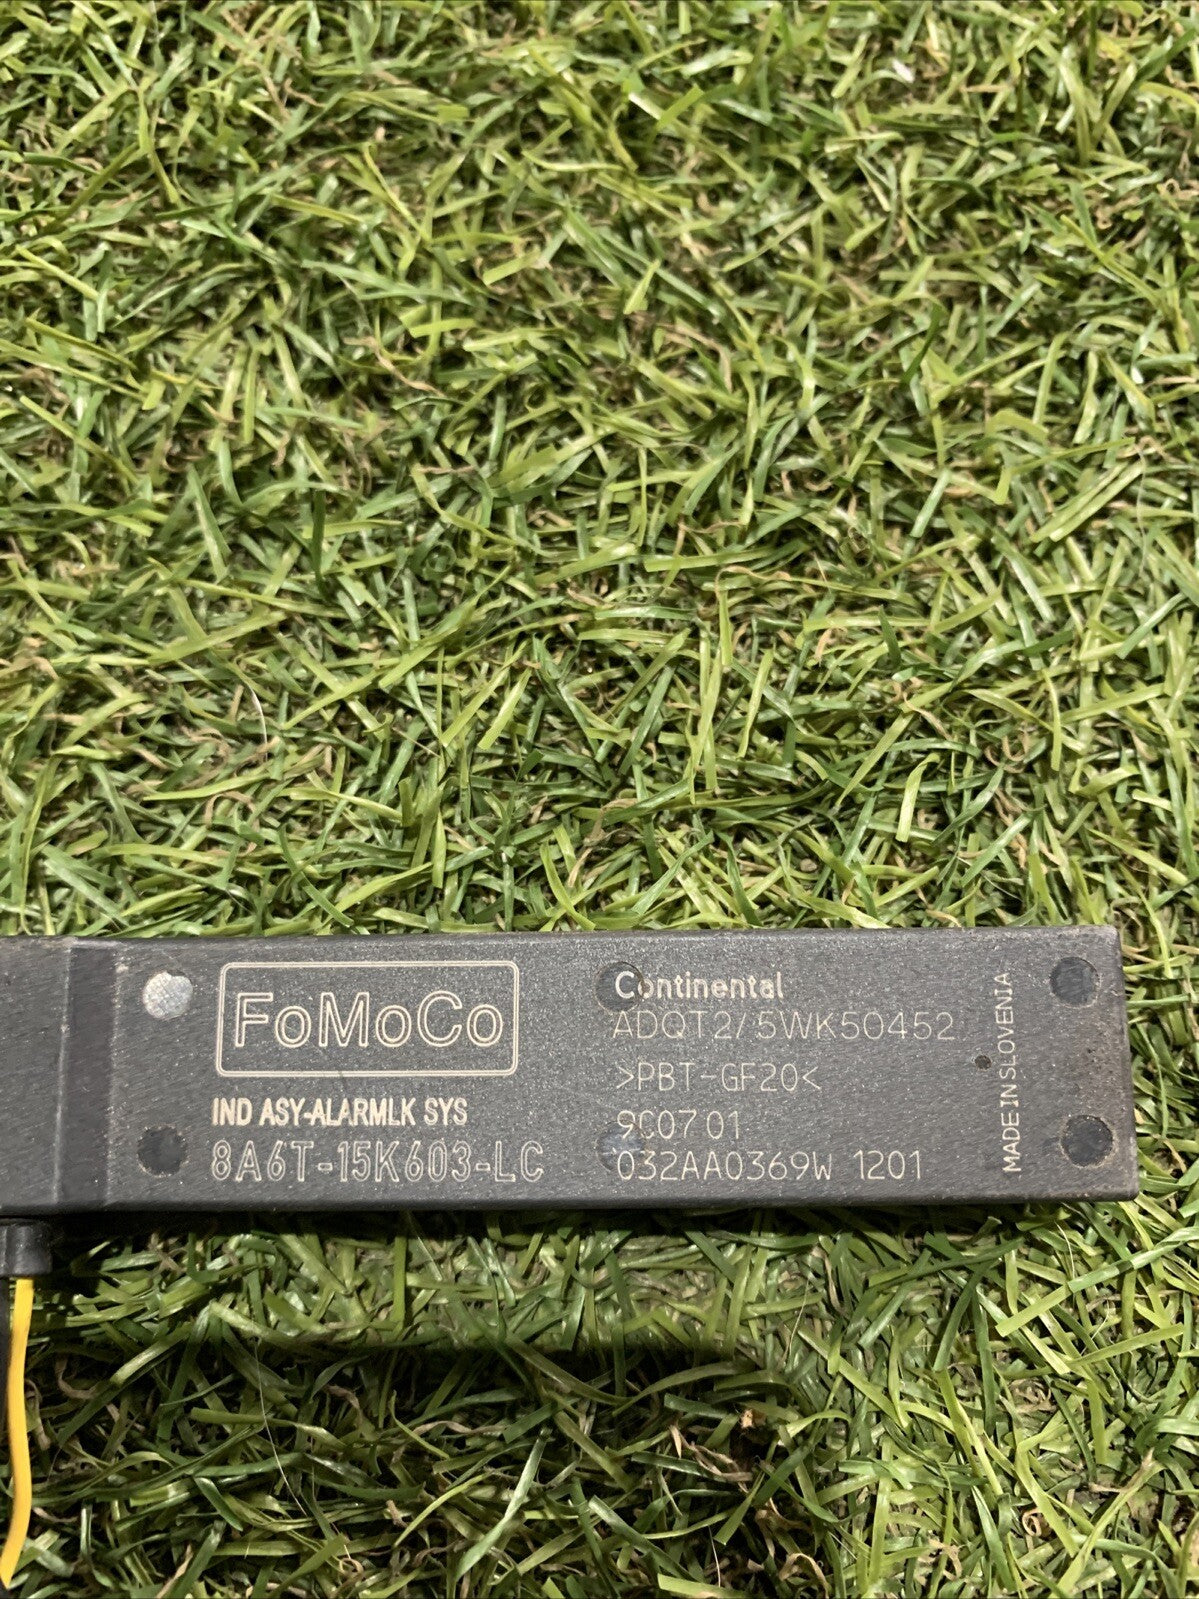 FoMoCo
IND ASY-ALARMLK SYS
8A6T-15K603-LC
Continental
ADQT2/5WK50452
>PBT-GF20<
9C07 01
032AA0369W 1201
MADE IN SLOVENIA